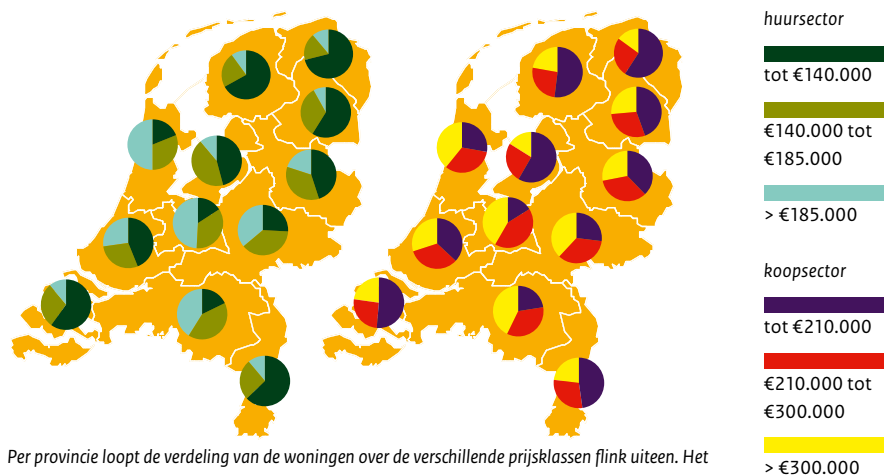 huursector
tot €140.000
€140.000 tot
€185.000
> €185.000
koopsector
tot €210.000
€210.000 tot
€300.000
> €300.000
Per provincie loopt de verdeling van de woningen over de verschillende prijsklassen flink uiteen. Het